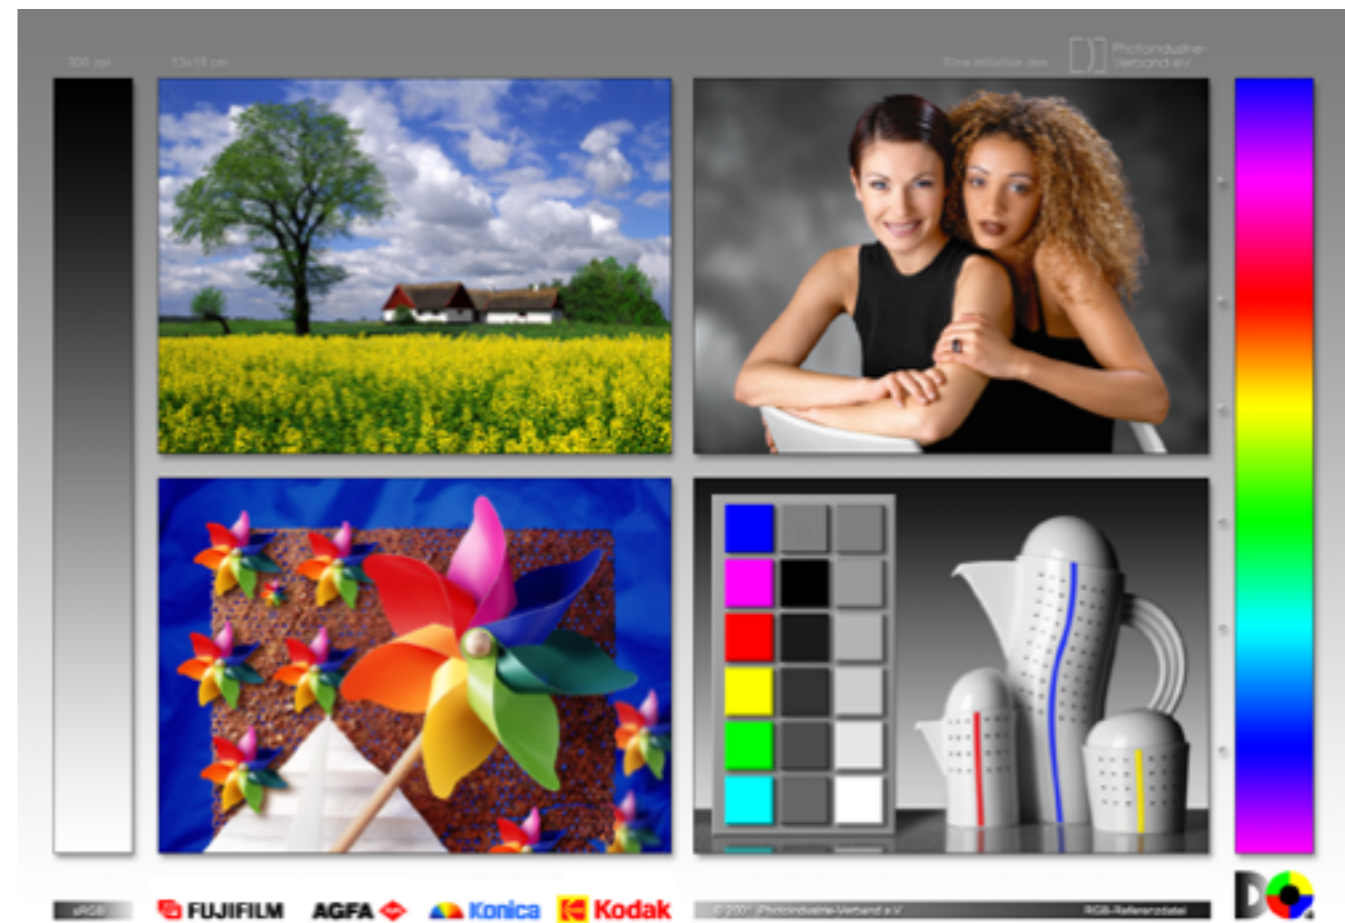 300 ppi
13x18 cm
Eine Initiative des
Photoindustrie-
Verband e.V.
sRGB
FUJIFILM
AGFA
Konica
Kodak
© 2001 Photoindustrie-Verband e.V.
RGB-Referenzdatei